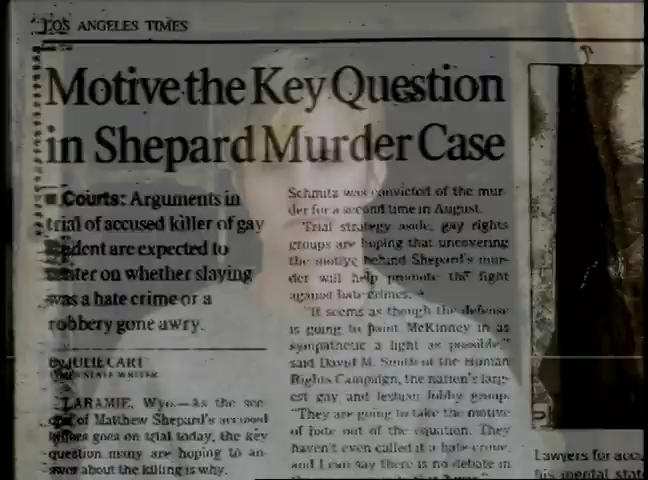 LOS ANGELES TIMES
Motive the Key Question
in Shepard Murder Case
Courts: Arguments in
trial of accused killer of gay
student are expected to
center on whether slaying
was a hate crime or a
robbery gone awry.
By JULIE CART
TIMES STAFF WRITER
LARAMIE, Wyo.—As the sec-
of Matthew Shepard's accused
goes on trial today, the key
question many are hoping to an-
swer about the killing is why.
Schmitz was convicted of the mur-
der for a second time in August.
Trial strategy aside, gay rights
groups are hoping that uncovering
the motive behind Shepard's mur-
der will help promote the fight
against hate crimes.
"It seems as though the defense
is going to paint McKinney in as
sympathetic a light as possible,"
said David M. Smith of the Human
Rights Campaign, the nation's larg-
est gay and lesbian lobby group.
"They are going to take the motive
of hate out of the equation. They
haven't even called it a hate crime,
and I can say there is no debate in
Lawyers for accu
his mental state